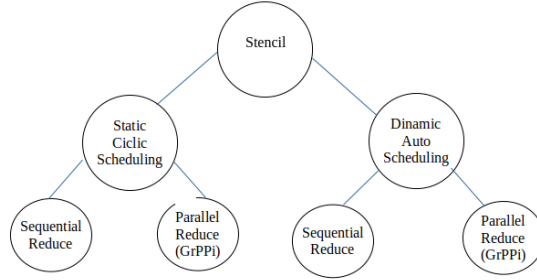 Stencil
Static
Ciclic
Scheduling
Dinamic
Auto
Scheduling
Sequential
Reduce
Parallel
Reduce
(GrPPi)
Sequential
Reduce
Parallel
Reduce
(GrPPi)